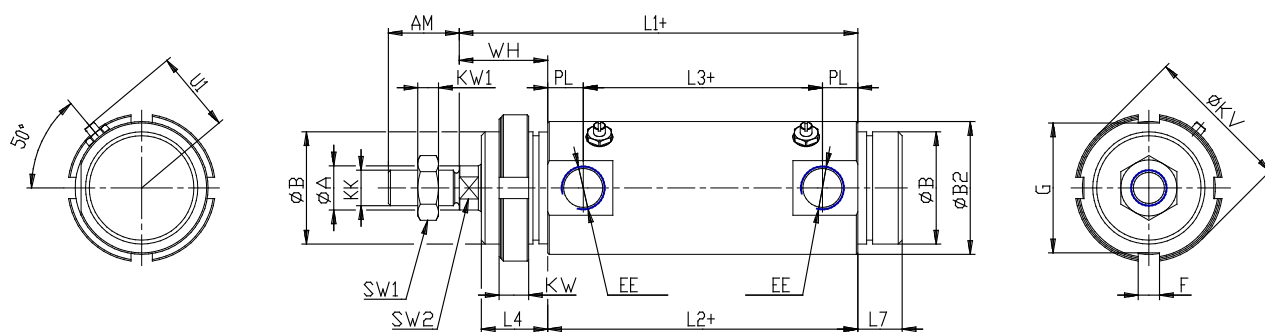 AM
L1+
WH
KW1
PL
L3+
PL
U1
50°
ØKV
ØB
ØA
KK
ØB
ØB2
G
SW1
SW2
KW
EE
EE
F
L4
L2+
L7